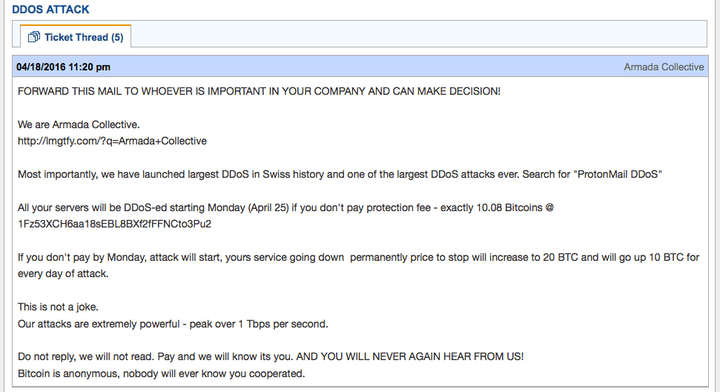 DDOS ATTACK
Ticket Thread (5)
04/18/2016 11:20 pm Armada Collective
FORWARD THIS MAIL TO WHOEVER IS IMPORTANT IN YOUR COMPANY AND CAN MAKE DECISION!
We are Armada Collective.
http://lmgtfy.com/?q=Armada+Collective
Most importantly, we have launched largest DDoS in Swiss history and one of the largest DDoS attacks ever. Search for "ProtonMail DDoS"
All your servers will be DDoS-ed starting Monday (April 25) if you don't pay protection fee - exactly 10.08 Bitcoins @
1Fz53XCH6aa18sEBL8BXf2fFFNCto3Pu2
If you don't pay by Monday, attack will start, yours service going down permanently price to stop will increase to 20 BTC and will go up 10 BTC for
every day of attack.
This is not a joke.
Our attacks are extremely powerful - peak over 1 Tbps per second.
Do not reply, we will not read. Pay and we will know its you. AND YOU WILL NEVER AGAIN HEAR FROM US!
Bitcoin is anonymous, nobody will ever know you cooperated.